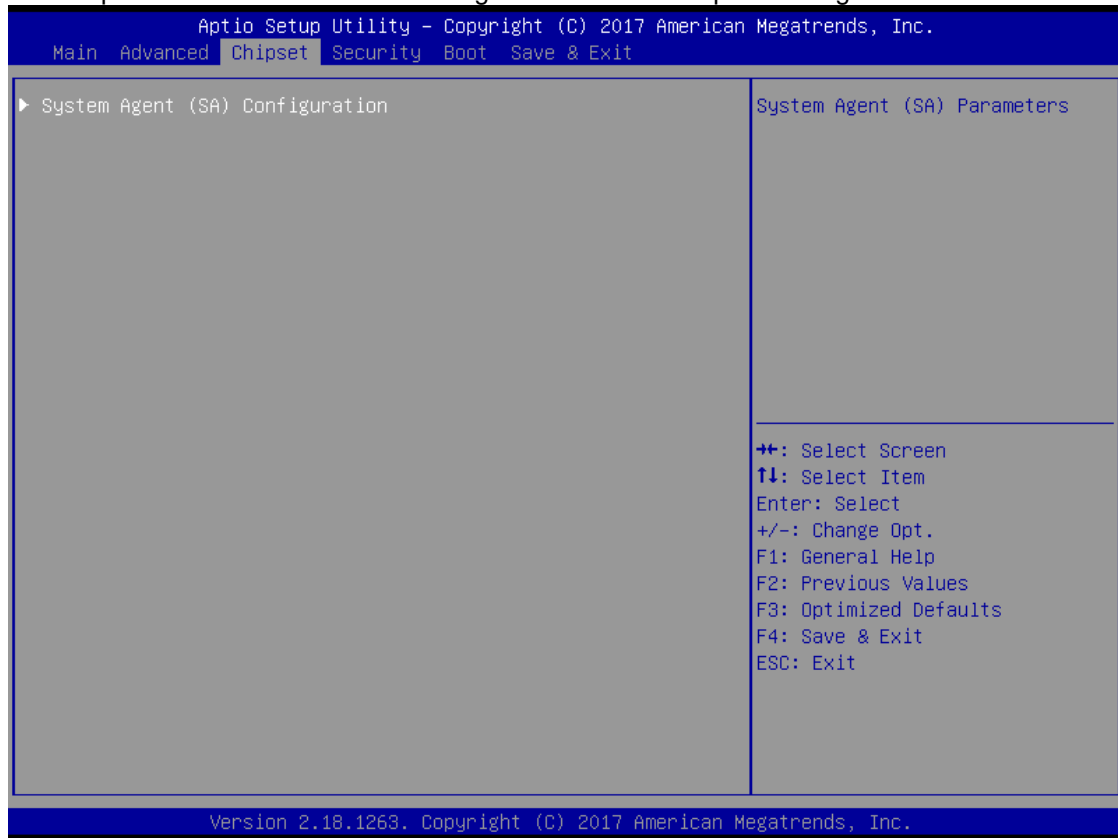 Aptio Setup Utility – Copyright (C) 2017 American Megatrends, Inc.
Main Advanced Chipset Security Boot Save & Exit
▶ System Agent (SA) Configuration
System Agent (SA) Parameters
→←: Select Screen
↑↓: Select Item
Enter: Select
+/-: Change Opt.
F1: General Help
F2: Previous Values
F3: Optimized Defaults
F4: Save & Exit
ESC: Exit
Version 2.18.1263. Copyright (C) 2017 American Megatrends, Inc.